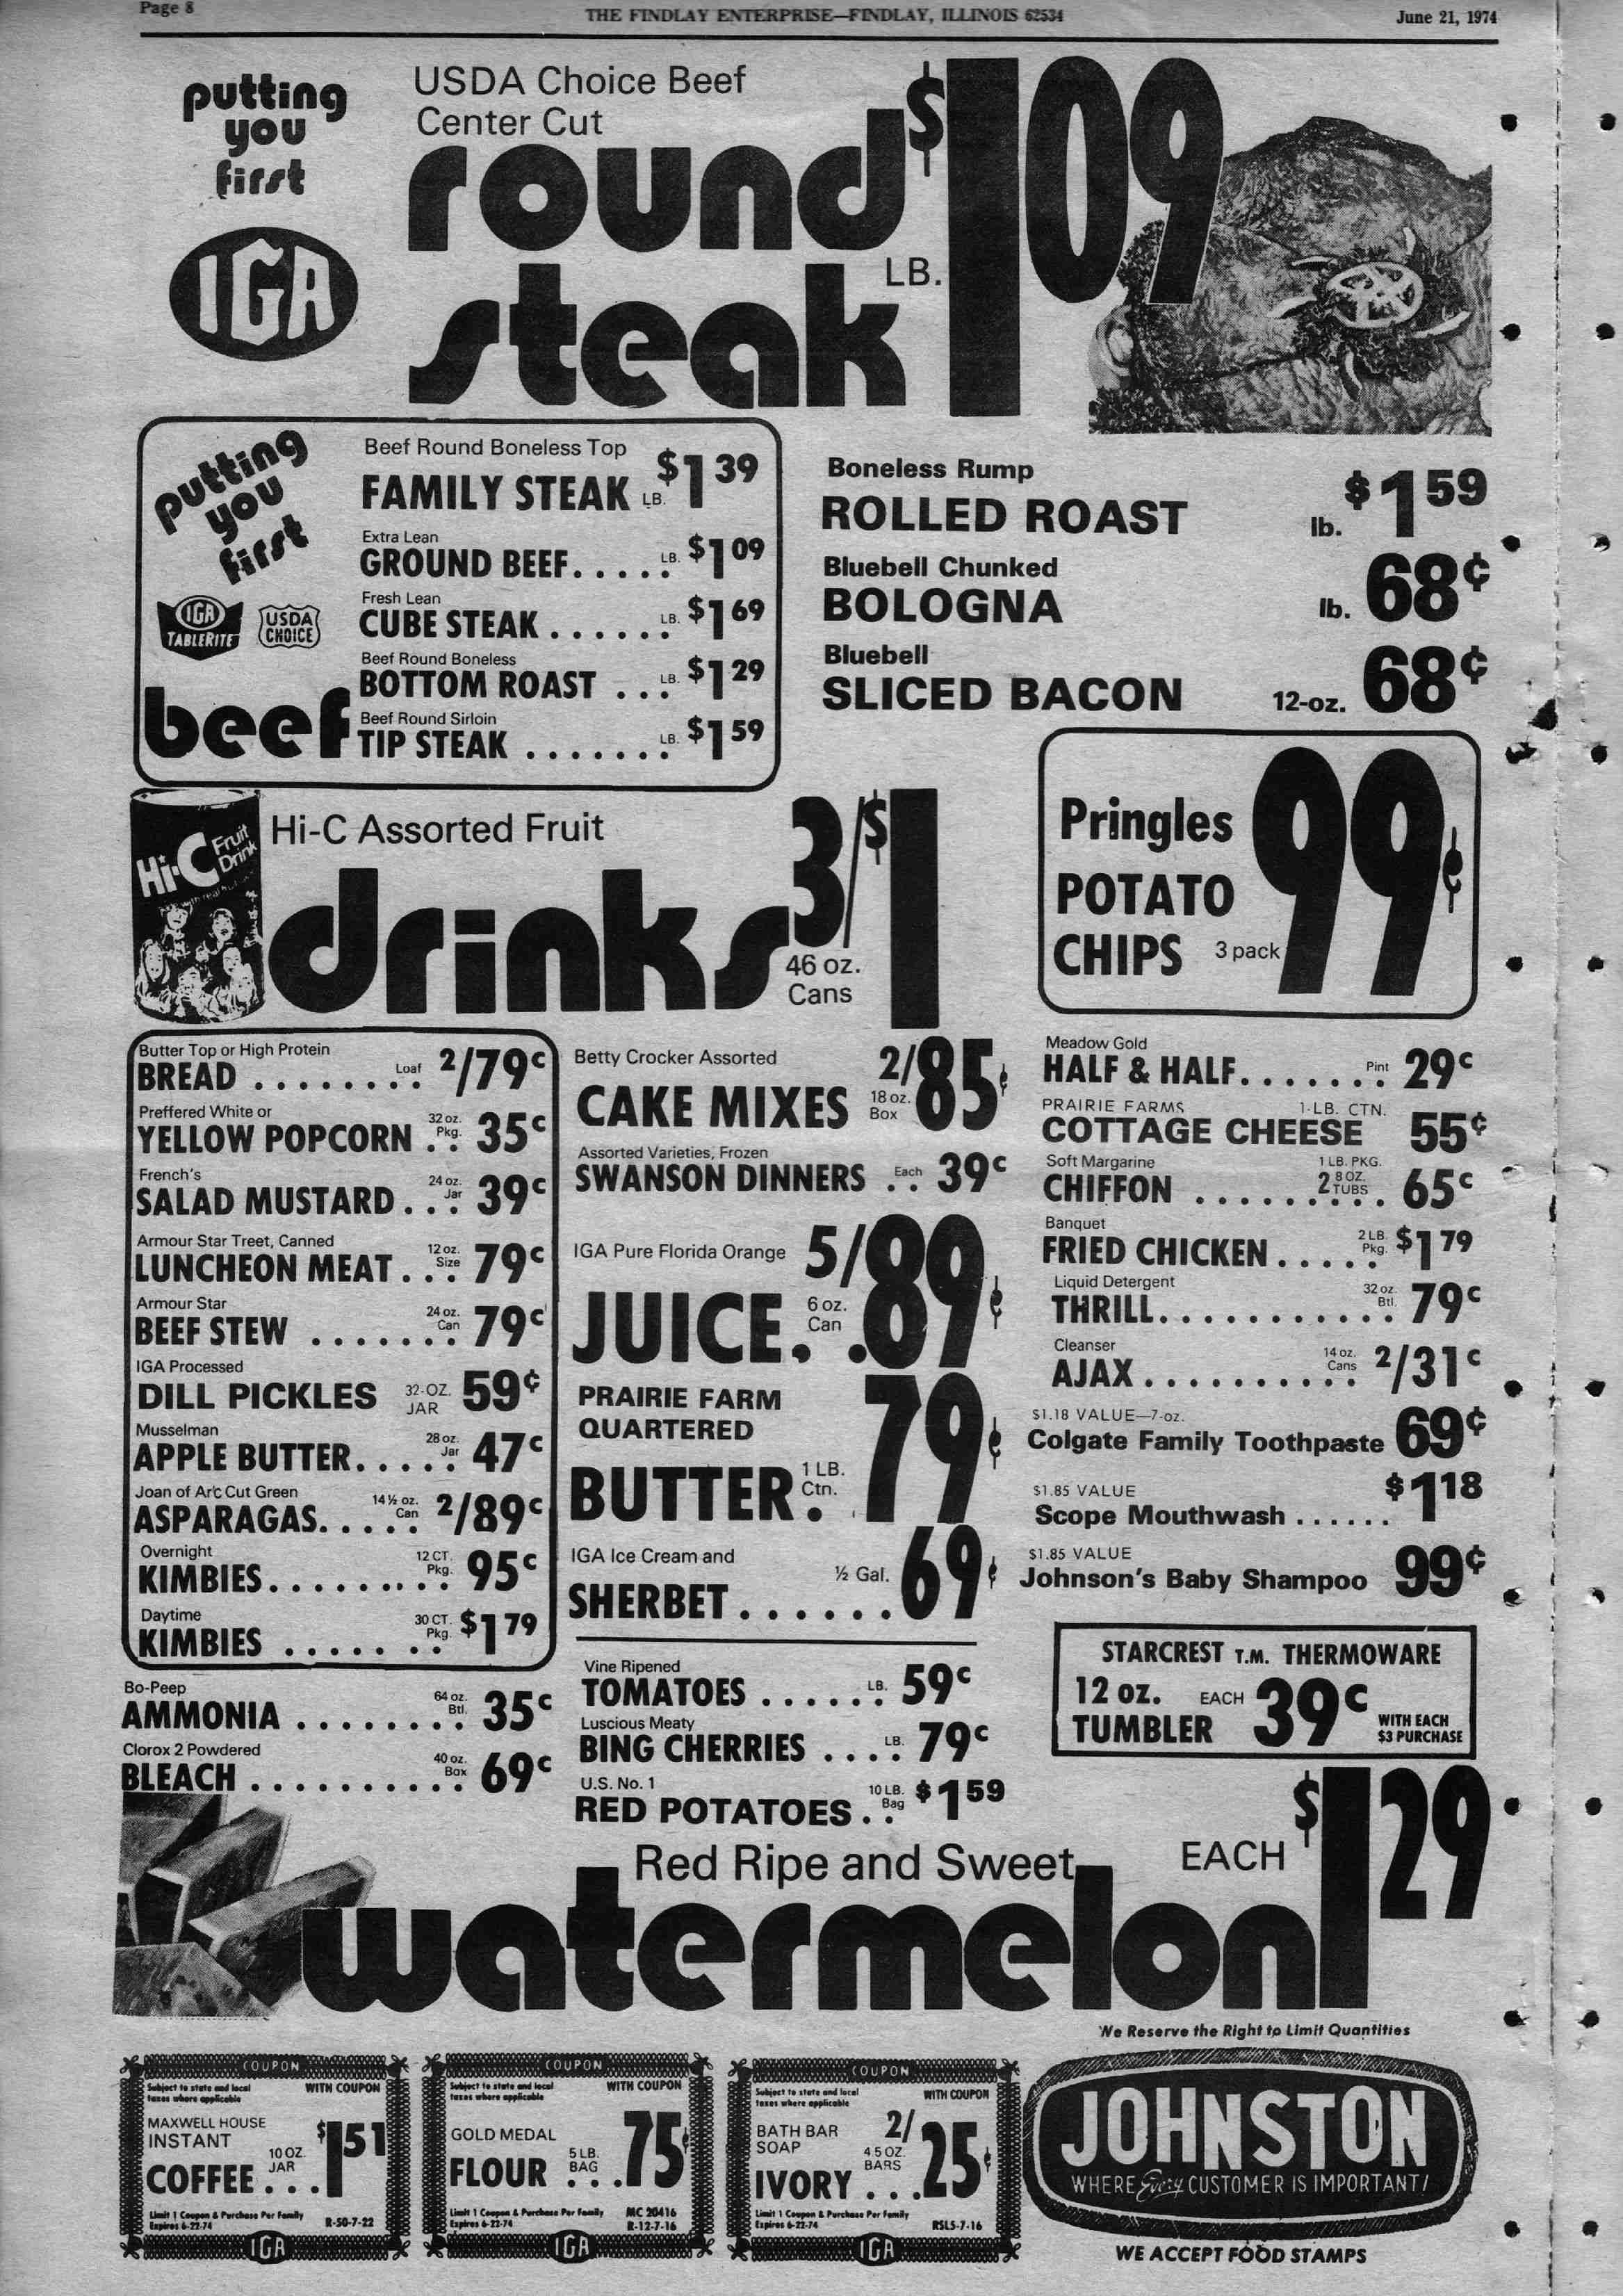 Page 8
THE FINDLAY ENTERPRISE—FINDLAY, ILLINOIS 62534
June 21, 1974
putting
you
first
IGA
USDA Choice Beef
Center Cut
round
steak
LB.
$109
putting
you
first
IGA
TABLERITE
USDA
CHOICE
beef
Beef Round Boneless Top
FAMILY STEAK LB. $1 39
Extra Lean
GROUND BEEF..... LB. $1 09
Fresh Lean
CUBE STEAK ...... LB. $1 69
Beef Round Boneless
BOTTOM ROAST ... LB. $1 29
Beef Round Sirloin
TIP STEAK ....... LB. $1 59
Boneless Rump
ROLLED ROAST lb. $1 59
Bluebell Chunked
BOLOGNA lb. 68¢
Bluebell
SLICED BACON 12-oz. 68¢
Hi-C Fruit Drink
Hi-C Assorted Fruit
drinks 3/$1
46 oz.
Cans
Pringles
POTATO
CHIPS 3 pack 99¢
Butter Top or High Protein
BREAD ........ Loaf 2/79c
Preffered White or
YELLOW POPCORN .. 32 oz. Pkg. 35c
French's
SALAD MUSTARD ... 24 oz. Jar 39c
Armour Star Treet, Canned
LUNCHEON MEAT ... 12 oz. Size 79c
Armour Star
BEEF STEW ....... 24 oz. Can 79c
IGA Processed
DILL PICKLES 32-OZ. JAR 59¢
Musselman
APPLE BUTTER..... 28 oz. Jar 47c
Joan of Arc Cut Green
ASPARAGAS..... 14½ oz. Can 2/89c
Overnight
KIMBIES......... 12 CT. Pkg. 95c
Daytime
KIMBIES ....... 30 CT. Pkg. $1 79
Bo-Peep
AMMONIA ........ 64 oz. Btl. 35c
Clorox 2 Powdered
BLEACH .......... 40 oz. Box 69c
Betty Crocker Assorted
CAKE MIXES 18 oz. Box 2/85¢
Assorted Varieties, Frozen
SWANSON DINNERS .. Each 39c
IGA Pure Florida Orange
JUICE. . 6 oz. Can 5/89¢
PRAIRIE FARM
QUARTERED
BUTTER. 1 LB. Ctn. 79¢
IGA Ice Cream and
SHERBET ...... ½ Gal. 69¢
Vine Ripened
TOMATOES ...... LB. 59c
Luscious Meaty
BING CHERRIES .... LB. 79c
U.S. No. 1
RED POTATOES .. 10 LB. Bag $1 59
Meadow Gold
HALF & HALF....... Pint 29c
PRAIRIE FARMS 1-LB. CTN.
COTTAGE CHEESE 55¢
Soft Margarine 1 LB. PKG.
CHIFFON ......... 2 8 OZ. TUBS 65c
Banquet
FRIED CHICKEN ..... 2 LB. Pkg. $1 79
Liquid Detergent
THRILL............ 32 oz. Btl. 79c
Cleanser
AJAX ........... 14 oz. Cans 2/31c
$1.18 VALUE—7-oz.
Colgate Family Toothpaste 69¢
$1.85 VALUE
Scope Mouthwash ...... $1 18
$1.85 VALUE
Johnson's Baby Shampoo 99¢
STARCREST T.M. THERMOWARE
12 oz.
TUMBLER
EACH 39c
WITH EACH
$3 PURCHASE
Red Ripe and Sweet
watermelon
EACH $1 29
We Reserve the Right to Limit Quantities
COUPON
Subject to state and local
taxes where applicable
WITH COUPON
MAXWELL HOUSE
INSTANT
COFFEE ... 10 OZ. JAR $1 51
Limit 1 Coupon & Purchase Per Family
Expires 6-22-74
R-50-7-22
IGA
COUPON
Subject to state and local
taxes where applicable
WITH COUPON
GOLD MEDAL
FLOUR ... 5 LB. BAG 75¢
Limit 1 Coupon & Purchase Per Family
Expires 6-22-74
MC 20416
R-12-7-16
IGA
COUPON
Subject to state and local
taxes where applicable
WITH COUPON
BATH BAR
SOAP
IVORY ... 4 5 OZ. BARS 2/25¢
Limit 1 Coupon & Purchase Per Family
Expires 6-22-74
RSL5-7-16
IGA
JOHNSTON
WHERE Every CUSTOMER IS IMPORTANT!
WE ACCEPT FOOD STAMPS